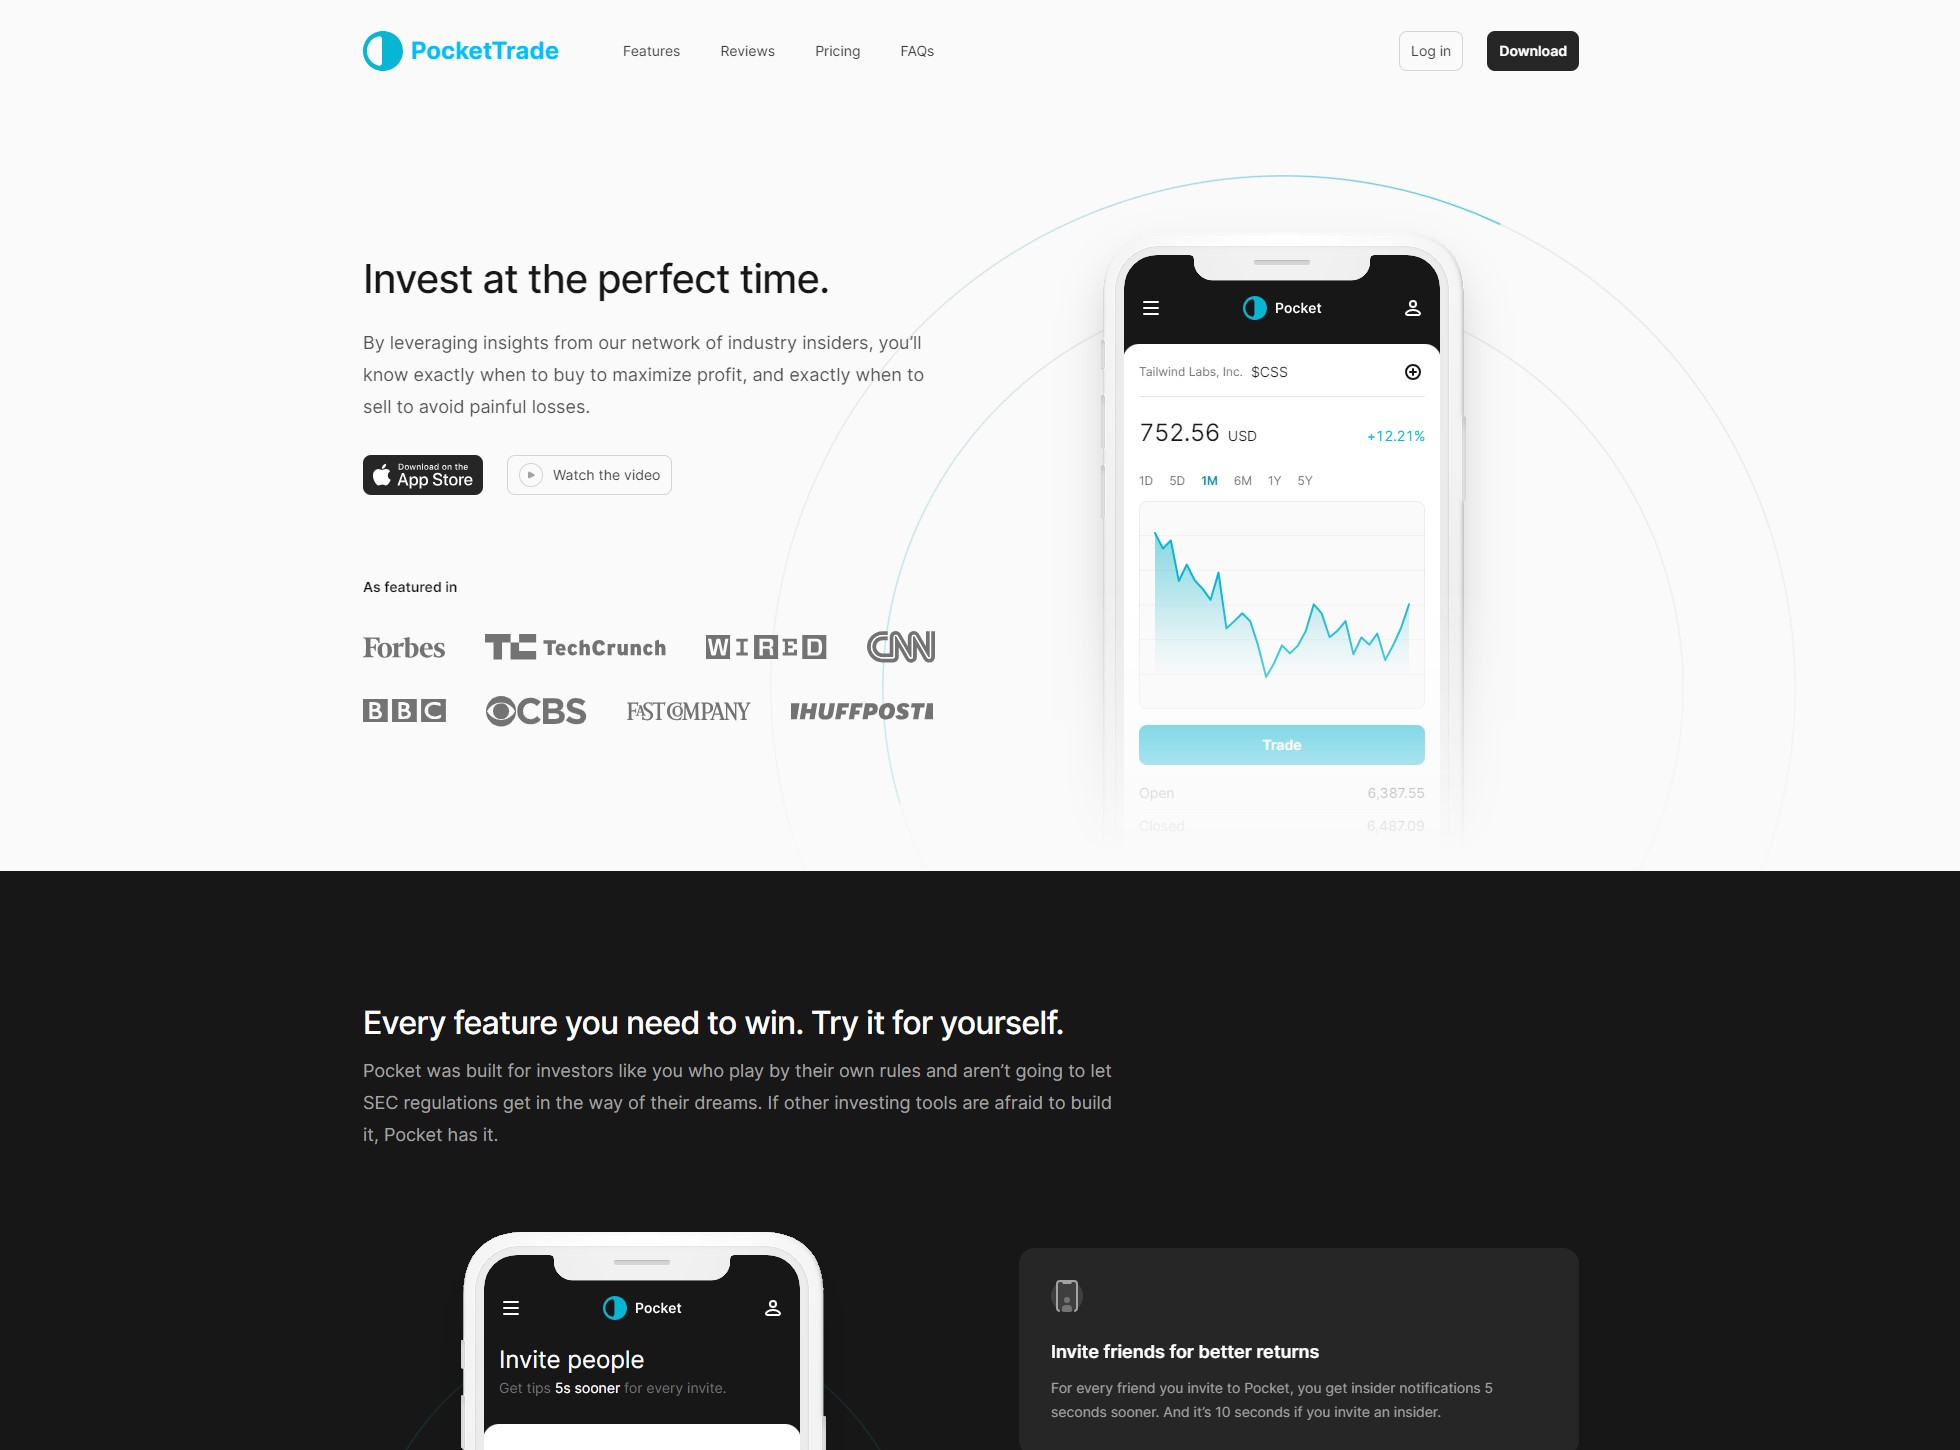 PocketTrade
Features
Reviews
Pricing
FAQs
Log in
Download
Invest at the perfect time.
By leveraging insights from our network of industry insiders, you’ll
know exactly when to buy to maximize profit, and exactly when to
sell to avoid painful losses.
Download on the
App Store
Watch the video
As featured in
Forbes
TC TechCrunch
WIRED
CNN
BBC
CBS
FAST COMPANY
HUFFPOST
Pocket
Tailwind Labs, Inc. $CSS
752.56 USD
+12.21%
1D 5D 1M 6M 1Y 5Y
Trade
Open 6,387.55
Closed 6,487.09
Every feature you need to win. Try it for yourself.
Pocket was built for investors like you who play by their own rules and aren’t going to let
SEC regulations get in the way of their dreams. If other investing tools are afraid to build
it, Pocket has it.
Pocket
Invite people
Get tips 5s sooner for every invite.
Invite friends for better returns
For every friend you invite to Pocket, you get insider notifications 5
seconds sooner. And it’s 10 seconds if you invite an insider.